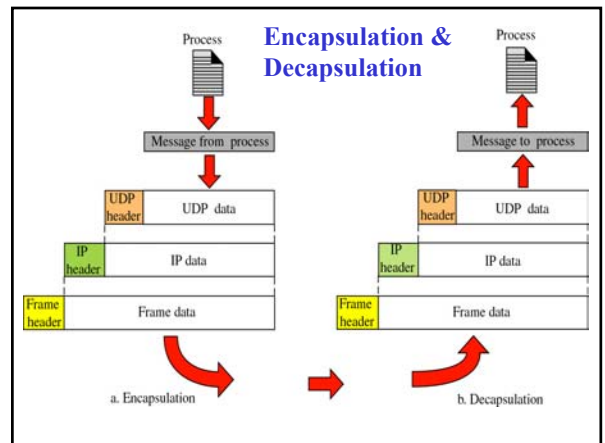 Encapsulation &
Decapsulation
Process
Message from process
UDP
header
UDP data
IP
header
IP data
Frame
header
Frame data
a. Encapsulation
Process
Message to process
UDP
header
UDP data
IP
header
IP data
Frame
header
Frame data
b. Decapsulation